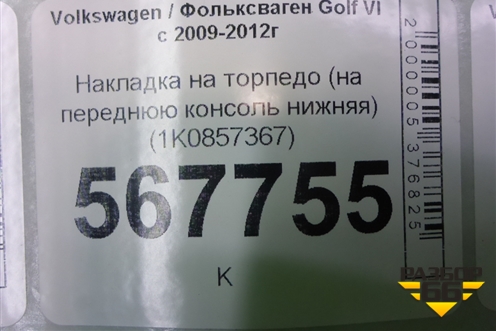 Volkswagen / Фольксваген Golf VI
с 2009-2012г
Накладка на торпедо (на
переднюю консоль нижняя)
(1K0857367)
567755
К
2000005376825
РАЗБОР
66